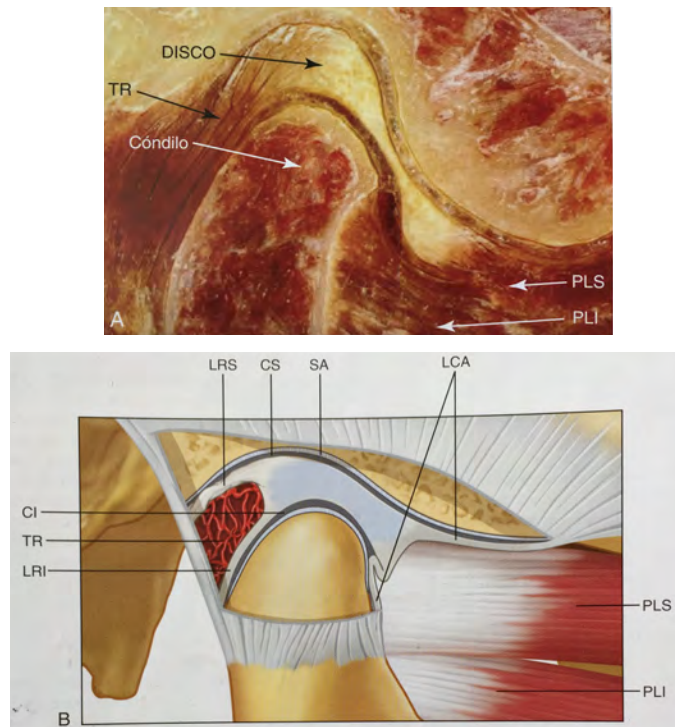 DISCO
TR
Cóndilo
PLS
PLI
A
LRS CS SA LCA
CI
TR
LRI
PLS
PLI
B